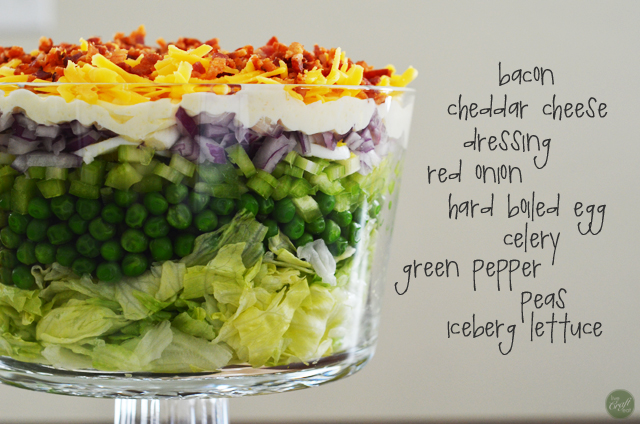 bacon
cheddar cheese
dressing
red onion
hard boiled egg
celery
green pepper
peas
iceberg lettuce